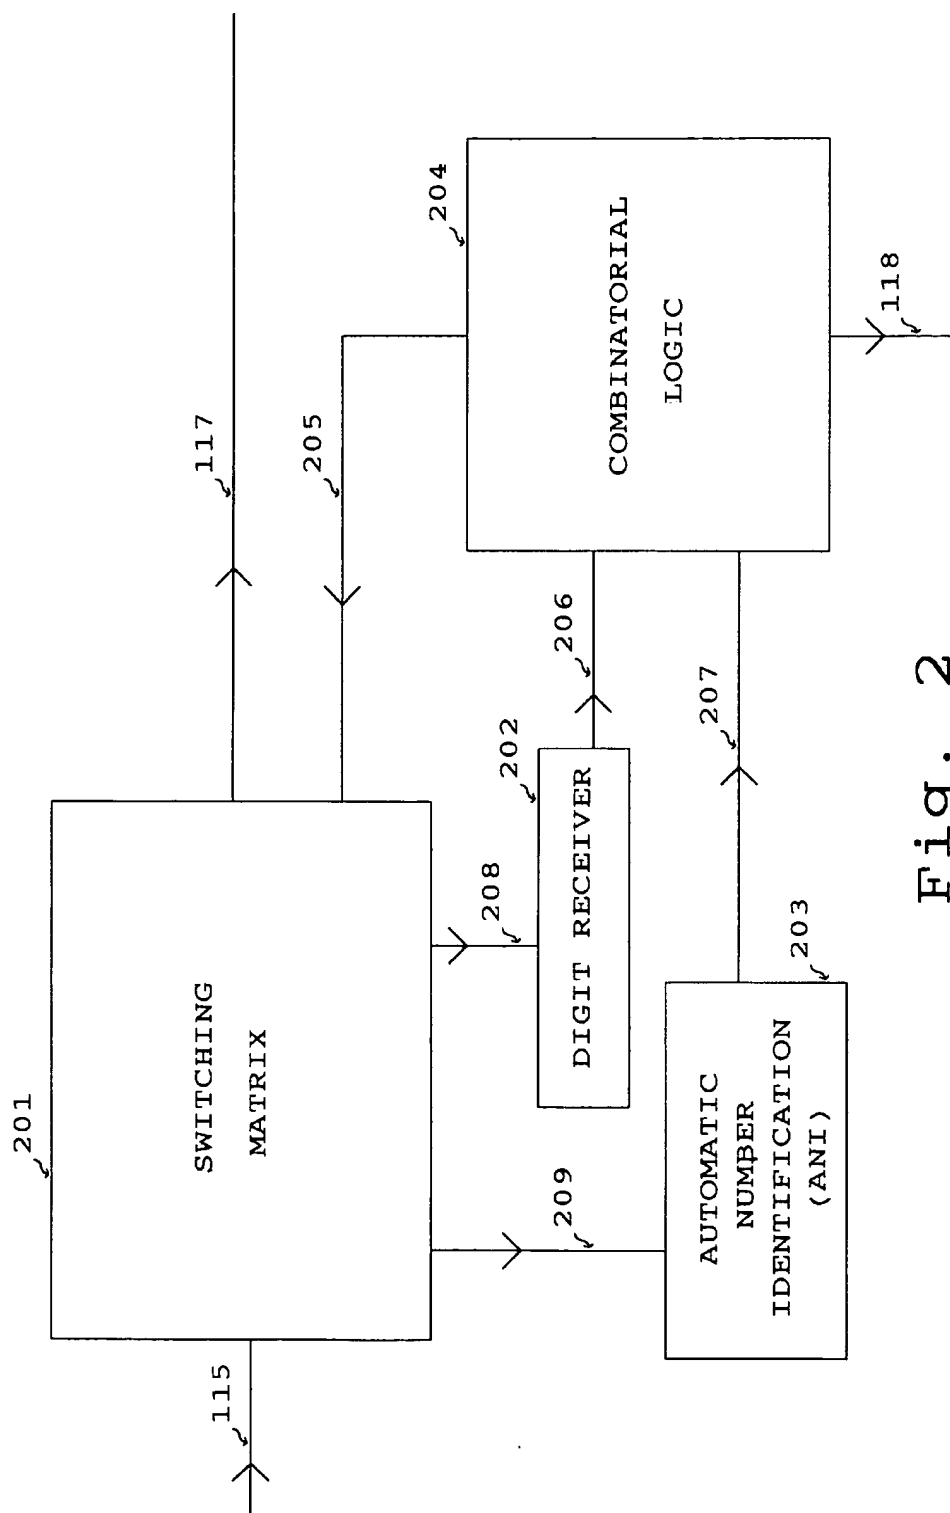 201
SWITCHING
MATRIX
115
117
205
208
209
202
DIGIT RECEIVER
206
204
COMBINATORIAL
LOGIC
AUTOMATIC
NUMBER
IDENTIFICATION
(ANI)
203
207
118
Fig. 2